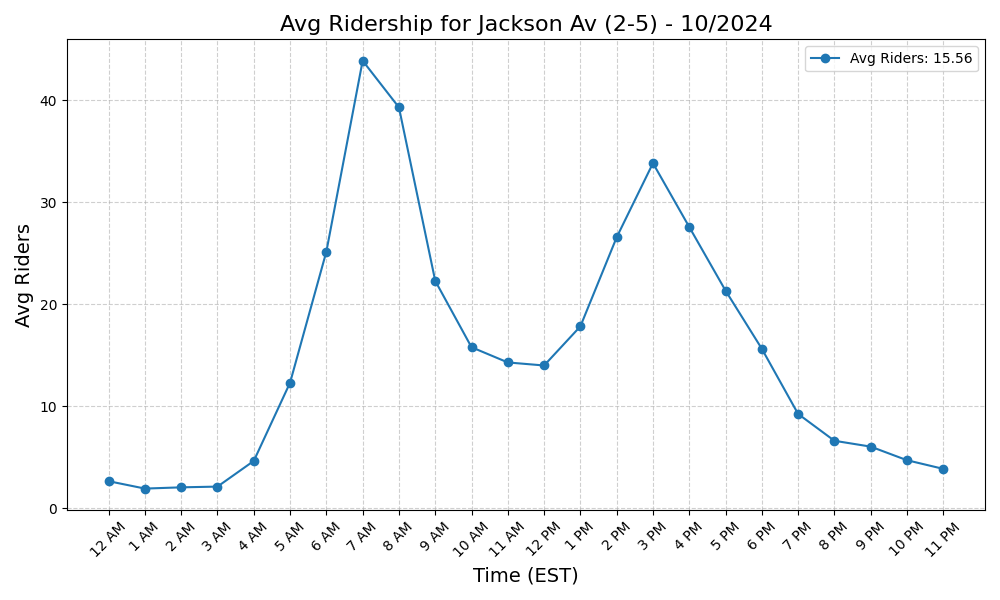 Avg Ridership for Jackson Av (2-5) - 10/2024
Avg Riders: 15.56
Avg Riders
40
30
20
10
0
12 AM
1 AM
2 AM
3 AM
4 AM
5 AM
6 AM
7 AM
8 AM
9 AM
10 AM
11 AM
12 PM
1 PM
2 PM
3 PM
4 PM
5 PM
6 PM
7 PM
8 PM
9 PM
10 PM
11 PM
Time (EST)